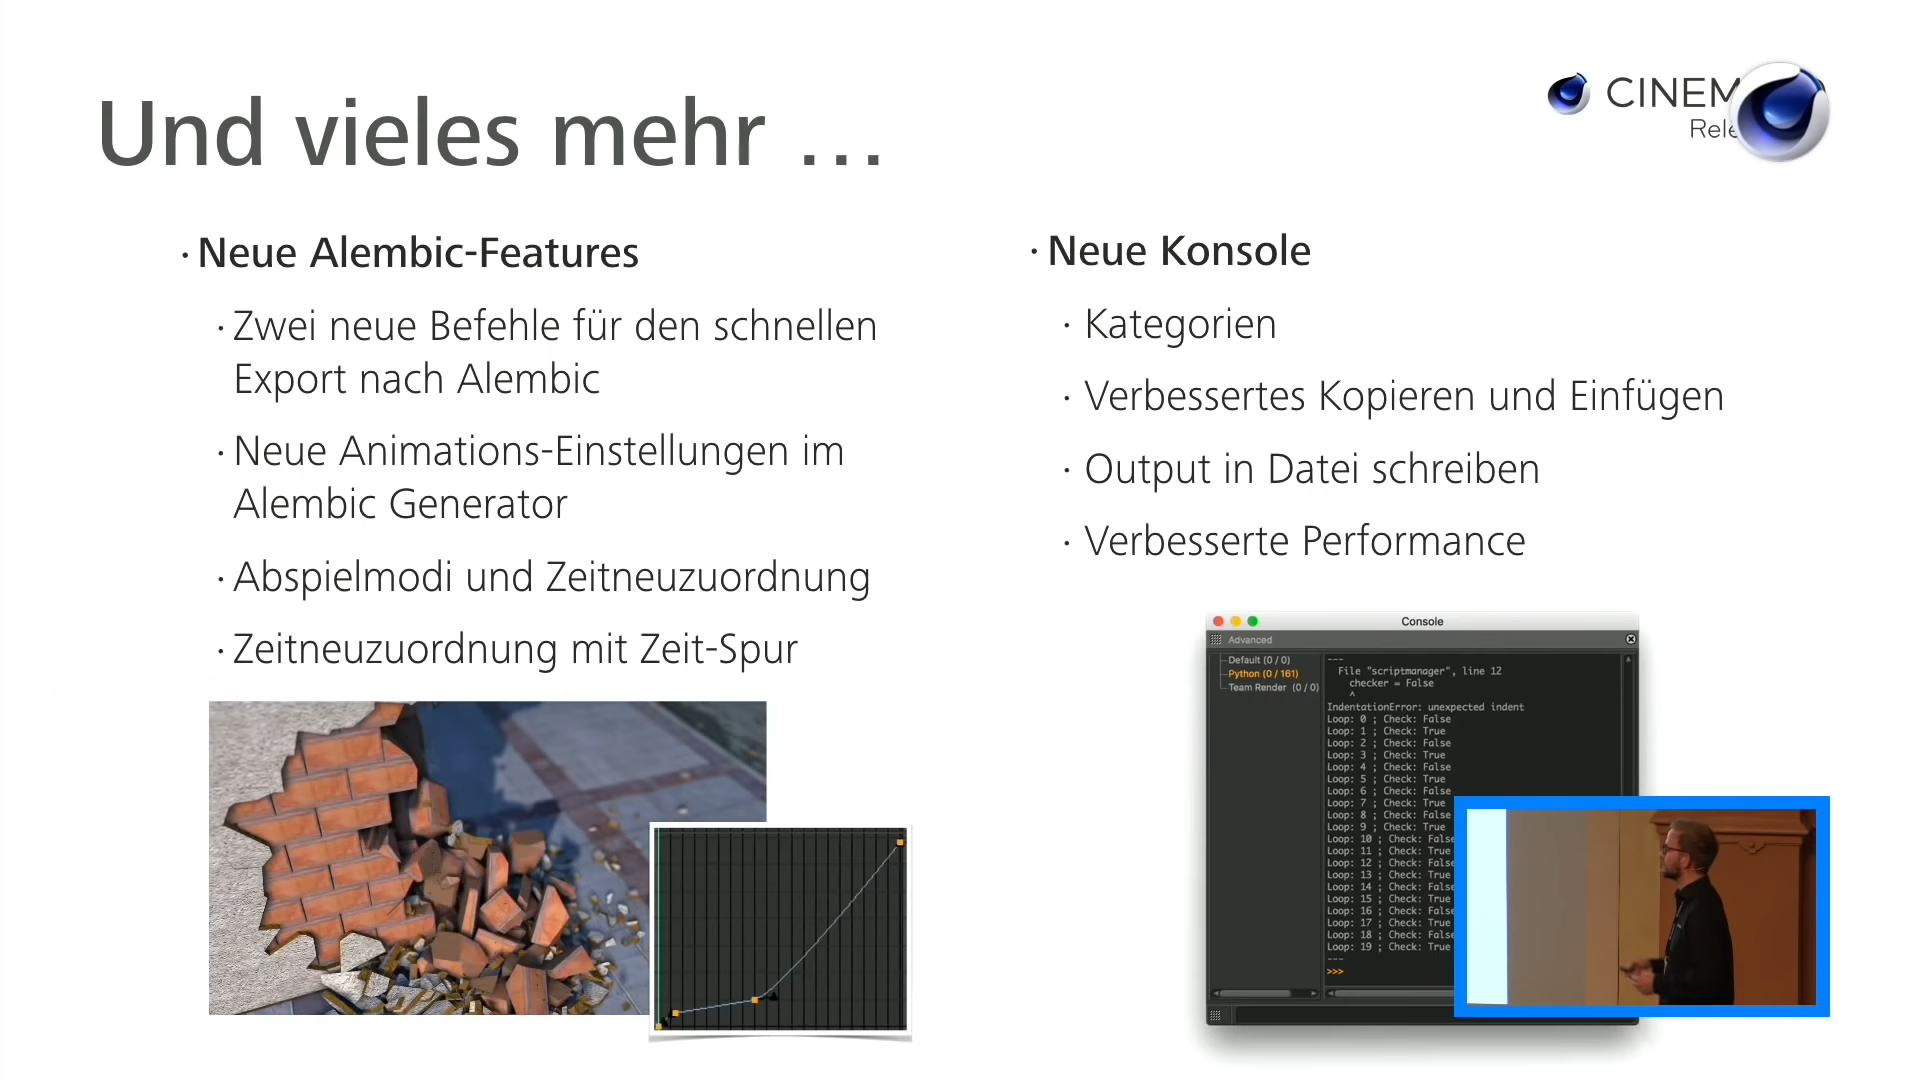 Und vieles mehr …
CINEM
Rele
· Neue Alembic-Features
· Zwei neue Befehle für den schnellen
Export nach Alembic
· Neue Animations-Einstellungen im
Alembic Generator
· Abspielmodi und Zeitneuzuordnung
· Zeitneuzuordnung mit Zeit-Spur
· Neue Konsole
· Kategorien
· Verbessertes Kopieren und Einfügen
· Output in Datei schreiben
· Verbesserte Performance
Console
Advanced
Default (0 / 0)
Python (0 / 161)
Team Render (0 / 0)
---
File "scriptmanager", line 12
checker = False
^
IndentationError: unexpected indent
Loop: 0 ; Check: False
Loop: 1 ; Check: True
Loop: 2 ; Check: False
Loop: 3 ; Check: True
Loop: 4 ; Check: False
Loop: 5 ; Check: True
Loop: 6 ; Check: False
Loop: 7 ; Check: True
Loop: 8 ; Check: False
Loop: 9 ; Check: True
Loop: 10 ; Check: False
Loop: 11 ; Check: True
Loop: 12 ; Check: False
Loop: 13 ; Check: True
Loop: 14 ; Check: False
Loop: 15 ; Check: True
Loop: 16 ; Check: False
Loop: 17 ; Check: True
Loop: 18 ; Check: False
Loop: 19 ; Check: True
---
>>>